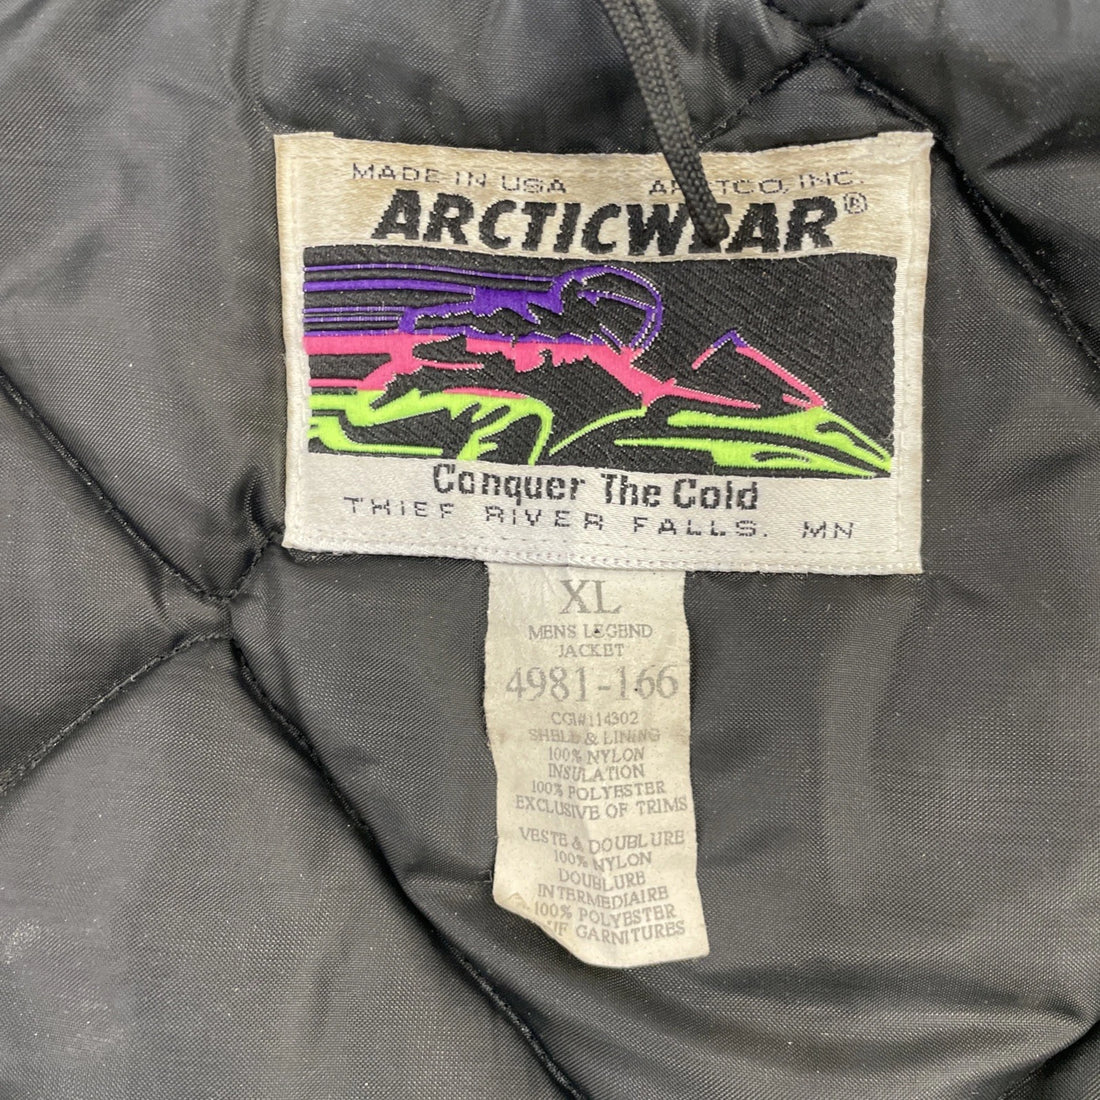 MADE IN USA INC.
ARCTICWEAR®
Conquer The Cold
THIEF RIVER FALLS. MN
XL
MENS LEGEND
JACKET
4981-166
CGI#114302
SHELL & LINING
100% NYLON
INSULATION
100% POLYESTER
EXCLUSIVE OF TRIMS
VESTE & DOUBLURE
100% NYLON
DOUBLURE
INTERMEDIAIRE
100% POLYESTER
GARNITURES